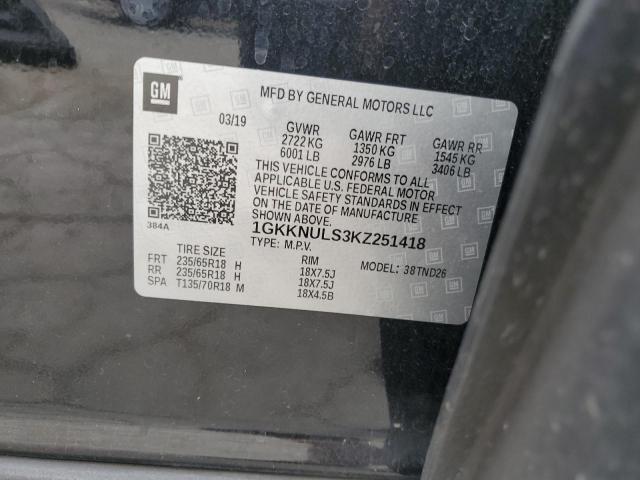 GM
MFD BY GENERAL MOTORS LLC
03/19
GVWR GAWR FRT GAWR RR
2722 KG 1350 KG 1545 KG
6001 LB 2976 LB 3406 LB
THIS VEHICLE CONFORMS TO ALL
APPLICABLE U.S. FEDERAL MOTOR
VEHICLE SAFETY STANDARDS IN EFFECT
ON THE DATE OF MANUFACTURE
SHOWN ABOVE.
384A
1GKKNULS3KZ251418
TYPE: M.P.V.
MODEL: 38TND26
TIRE SIZE RIM
FRT 235/65R18 H 18X7.5J
RR 235/65R18 H 18X7.5J
SPA T135/70R18 M 18X4.5B